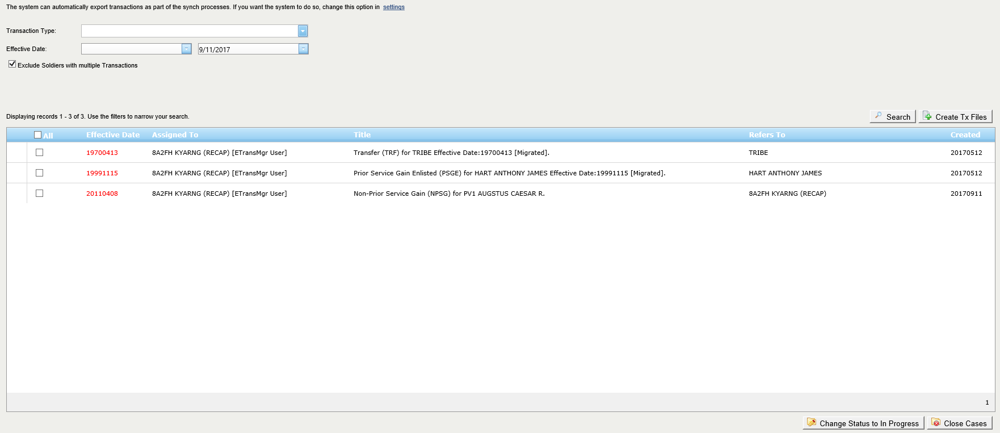 The system can automatically export transactions as part of the synch processes. If you want the system to do so, change this option in settings
Transaction Type:
Effective Date: 9/11/2017
Exclude Soldiers with multiple Transactions
Displaying records 1 - 3 of 3. Use the filters to narrow your search. Search Create Tx Files
All Effective Date Assigned To Title Refers To Created
19700413 8A2FH KYARNG (RECAP) [ETransMgr User] Transfer (TRF) for TRIBE Effective Date:19700413 [Migrated]. TRIBE 20170512
19991115 8A2FH KYARNG (RECAP) [ETransMgr User] Prior Service Gain Enlisted (PSGE) for HART ANTHONY JAMES Effective Date:19991115 [Migrated]. HART ANTHONY JAMES 20170512
20110408 8A2FH KYARNG (RECAP) [ETransMgr User] Non-Prior Service Gain (NPSG) for PV1 AUGSTUS CAESAR R. 8A2FH KYARNG (RECAP) 20170911
1
Change Status to In Progress Close Cases